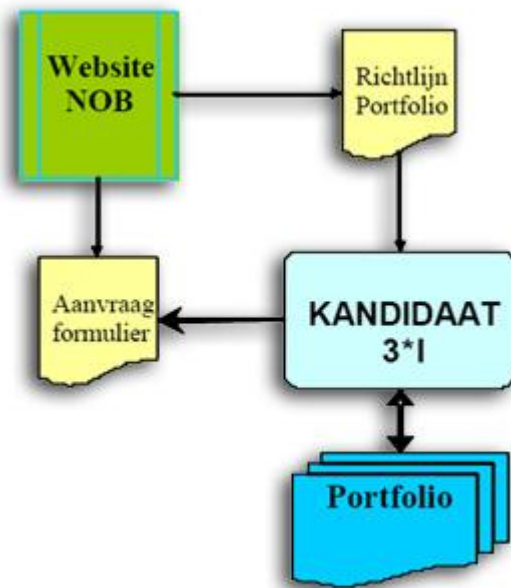 Website
NOB
Richtlijn
Portfolio
Aanvraag
formulier
KANDIDAAT
3*I
Portfolio